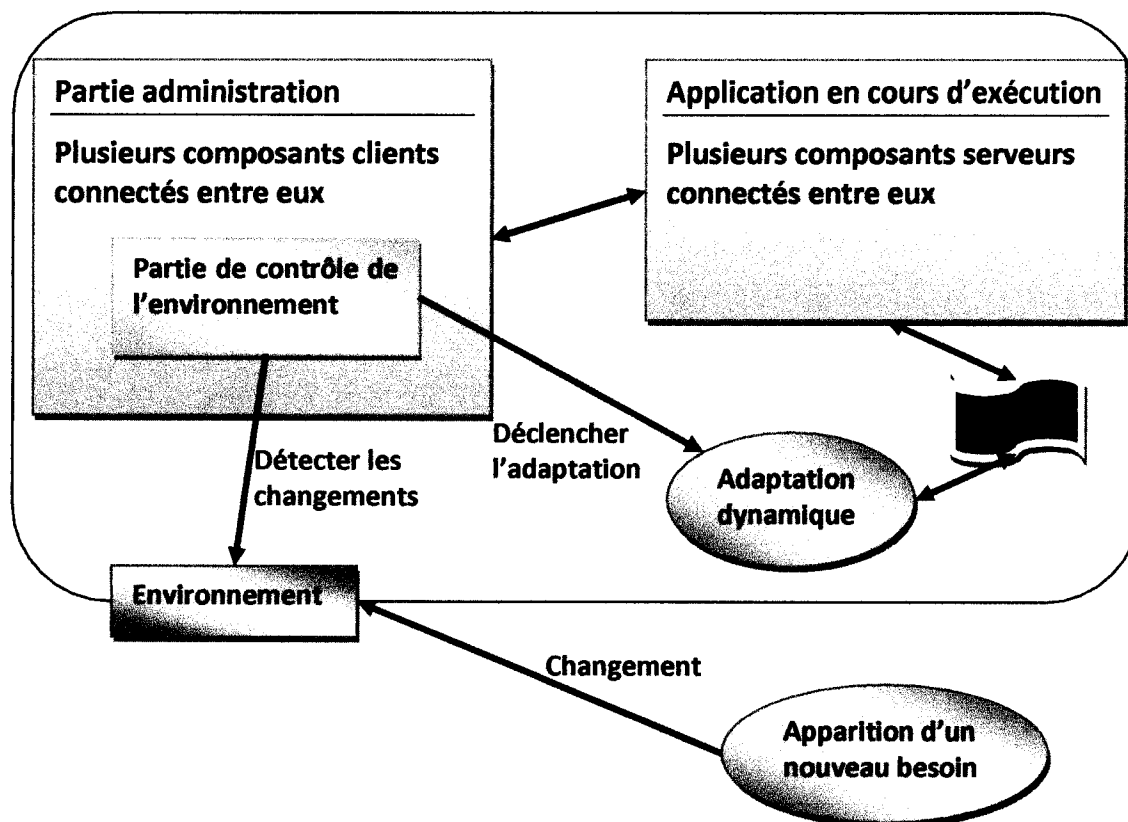 Partie administration
Plusieurs composants clients
connectés entre eux
Partie de contrôle de
l'environnement
Application en cours d'exécution
Plusieurs composants serveurs
connectés entre eux
Détecter les
changements
Déclencher
l'adaptation
Adaptation
dynamique
Environnement
Changement
Apparition d'un
nouveau besoin